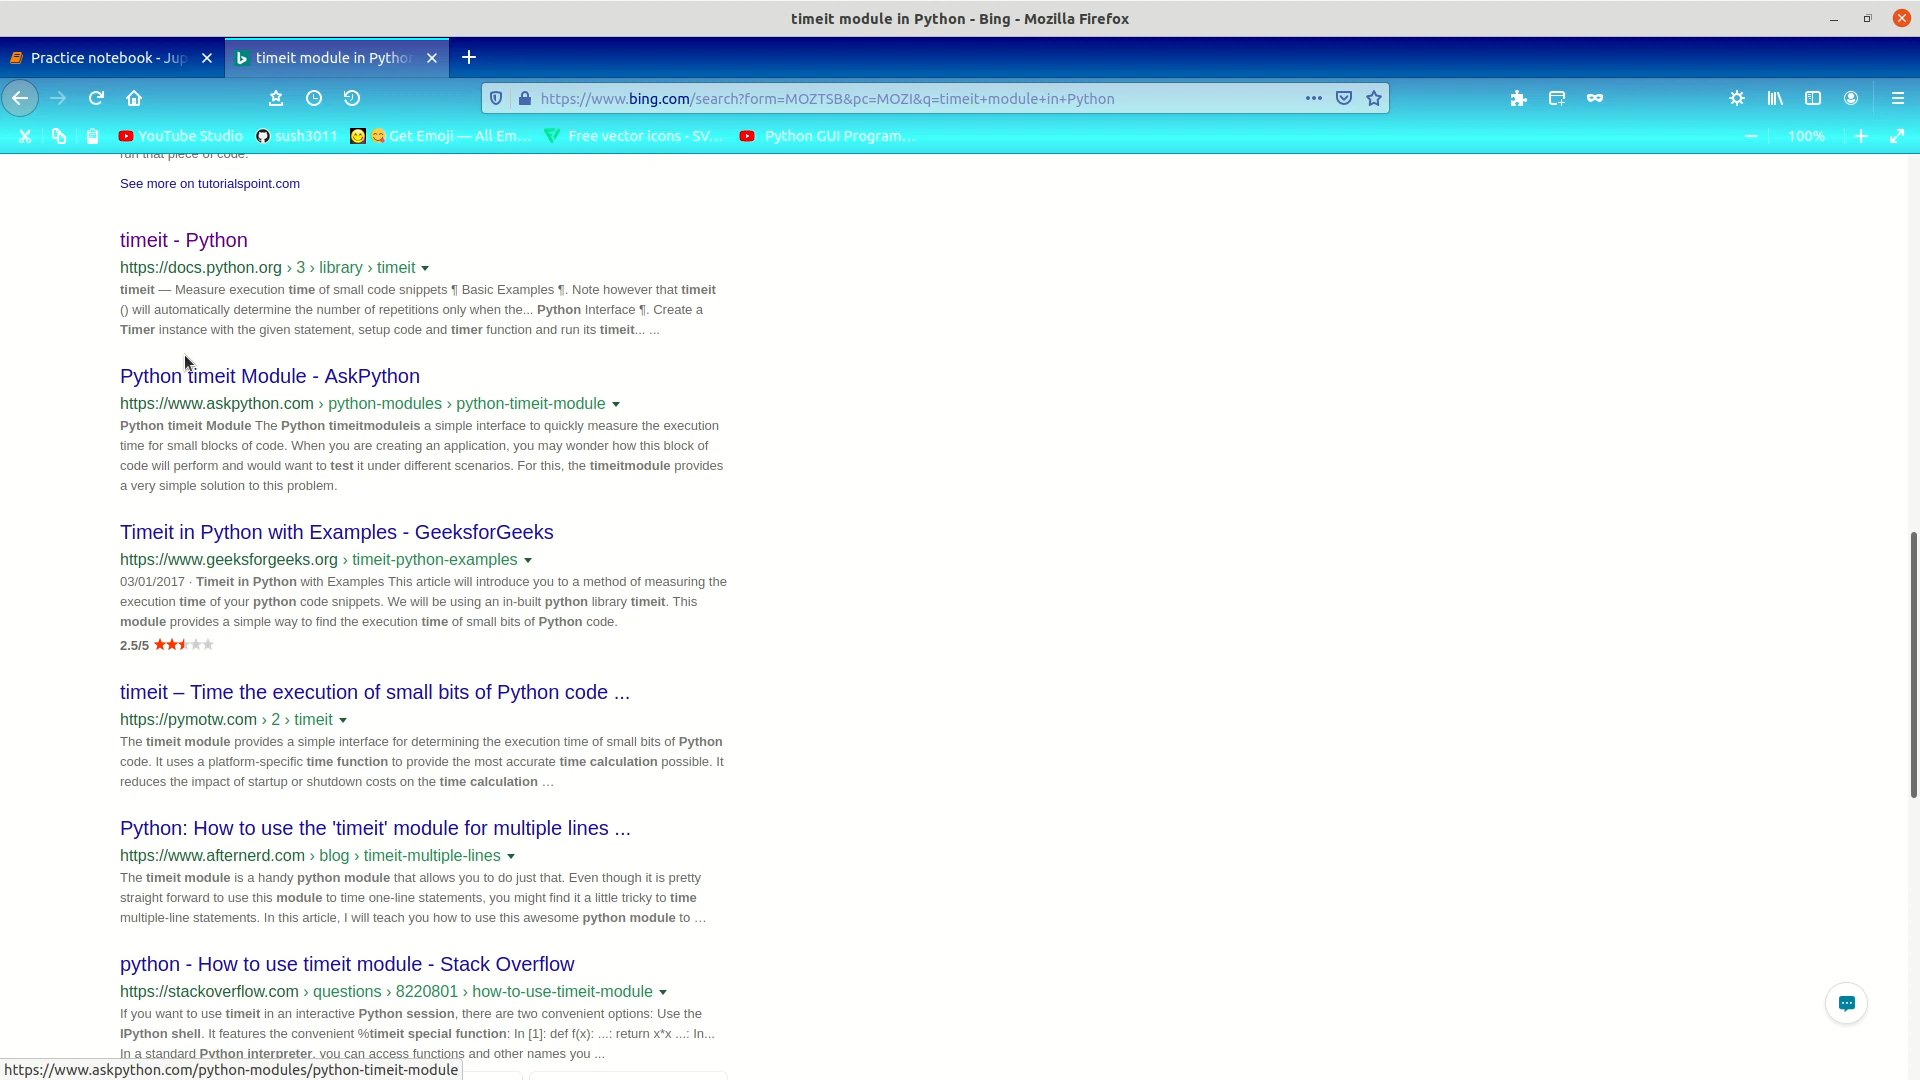 timeit module in Python - Bing - Mozilla Firefox
Practice notebook - Jup
timeit module in Pytho
https://www.bing.com/search?form=MOZTSB&pc=MOZI&q=timeit+module+in+Python
YouTube Studio
sush3011
Get Emoji — All Em…
Free vector icons - SV…
Python GUI Program…
100%
run that piece of code.
See more on tutorialspoint.com
timeit - Python
https://docs.python.org › 3 › library › timeit
timeit — Measure execution time of small code snippets ¶ Basic Examples ¶. Note however that timeit
() will automatically determine the number of repetitions only when the... Python Interface ¶. Create a
Timer instance with the given statement, setup code and timer function and run its timeit... ...
Python timeit Module - AskPython
https://www.askpython.com › python-modules › python-timeit-module
Python timeit Module The Python timeitmoduleis a simple interface to quickly measure the execution
time for small blocks of code. When you are creating an application, you may wonder how this block of
code will perform and would want to test it under different scenarios. For this, the timeitmodule provides
a very simple solution to this problem.
Timeit in Python with Examples - GeeksforGeeks
https://www.geeksforgeeks.org › timeit-python-examples
03/01/2017 · Timeit in Python with Examples This article will introduce you to a method of measuring the
execution time of your python code snippets. We will be using an in-built python library timeit. This
module provides a simple way to find the execution time of small bits of Python code.
2.5/5
timeit – Time the execution of small bits of Python code ...
https://pymotw.com › 2 › timeit
The timeit module provides a simple interface for determining the execution time of small bits of Python
code. It uses a platform-specific time function to provide the most accurate time calculation possible. It
reduces the impact of startup or shutdown costs on the time calculation …
Python: How to use the 'timeit' module for multiple lines ...
https://www.afternerd.com › blog › timeit-multiple-lines
The timeit module is a handy python module that allows you to do just that. Even though it is pretty
straight forward to use this module to time one-line statements, you might find it a little tricky to time
multiple-line statements. In this article, I will teach you how to use this awesome python module to …
python - How to use timeit module - Stack Overflow
https://stackoverflow.com › questions › 8220801 › how-to-use-timeit-module
If you want to use timeit in an interactive Python session, there are two convenient options: Use the
IPython shell. It features the convenient %timeit special function: In [1]: def f(x): ...: return x*x ...: In...
In a standard Python interpreter, you can access functions and other names you ...
https://www.askpython.com/python-modules/python-timeit-module